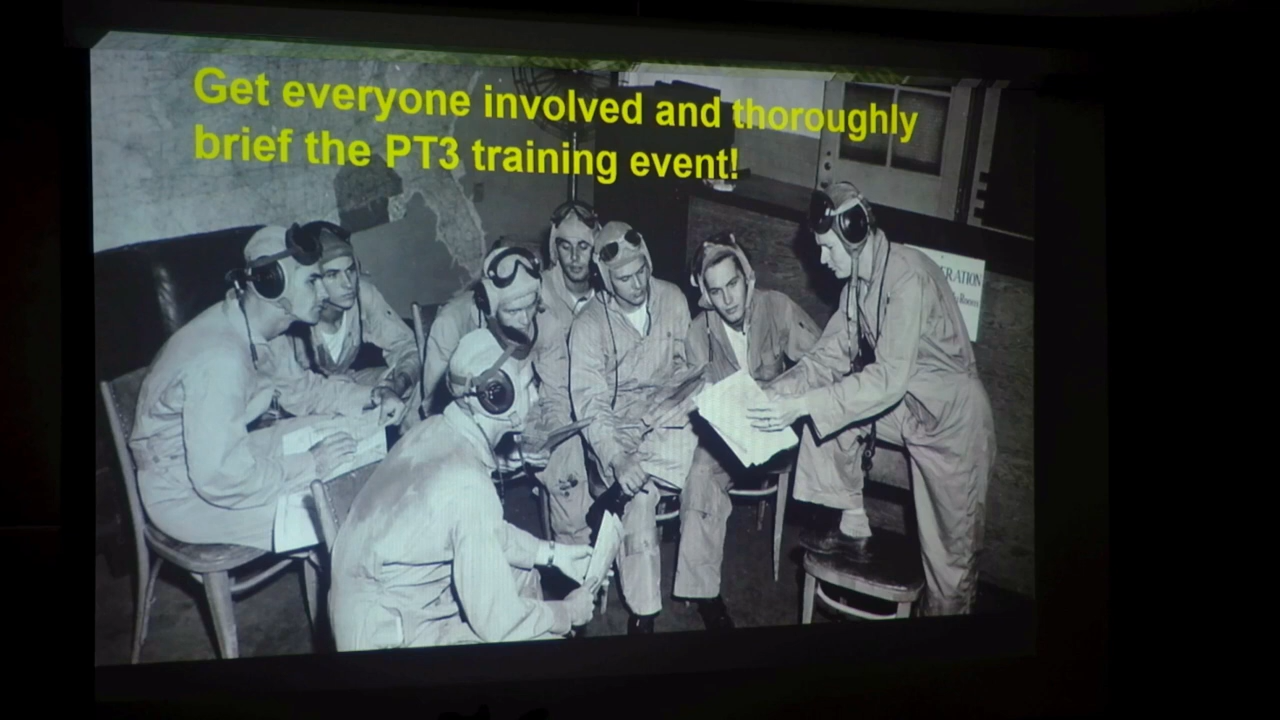 Get everyone involved and thoroughly
brief the PT3 training event!